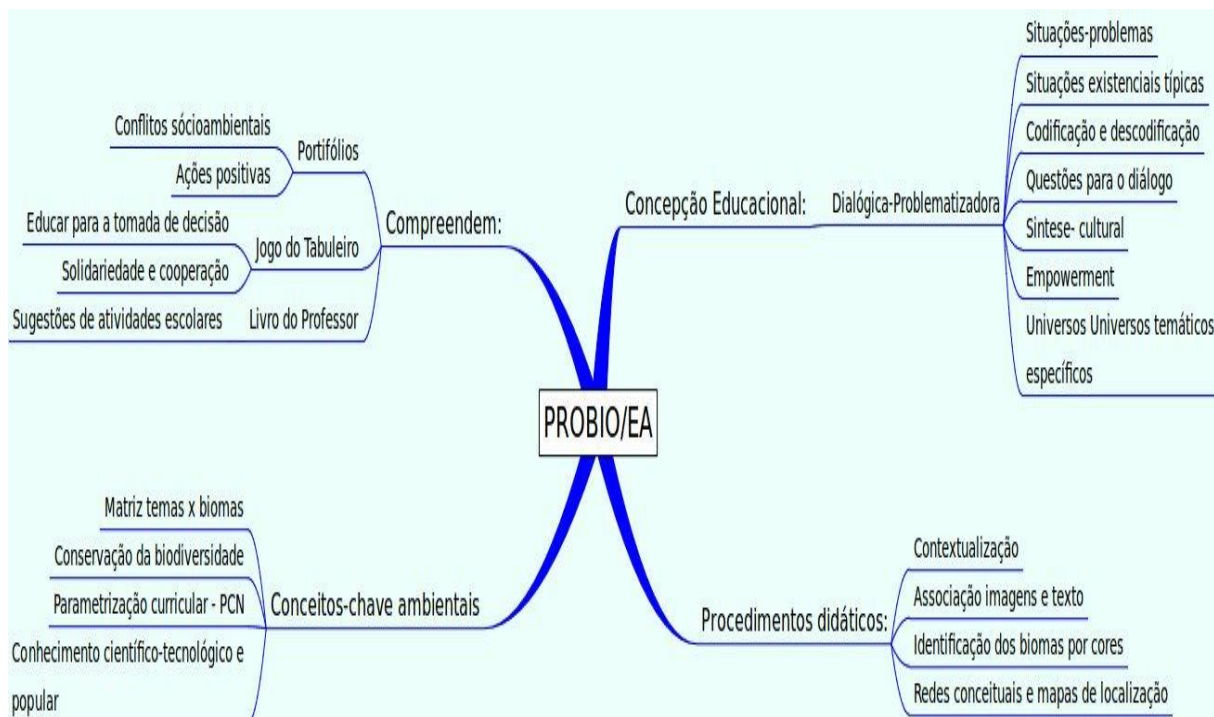 Conflitos sócioambientais
Ações positivas
Portifólios
Educar para a tomada de decisão
Solidariedade e cooperação
Jogo do Tabuleiro
Sugestões de atividades escolares
Livro do Professor
Compreendem:
Concepção Educacional:
Dialógica-Problematizadora
Situações-problemas
Situações existenciais típicas
Codificação e descodificação
Questões para o diálogo
Sintese- cultural
Empowerment
Universos Universos temáticos
específicos
PROBIO/EA
Matriz temas x biomas
Conservação da biodiversidade
Parametrização curricular - PCN
Conhecimento científico-tecnológico e
popular
Conceitos-chave ambientais
Procedimentos didáticos:
Contextualização
Associação imagens e texto
Identificação dos biomas por cores
Redes conceituais e mapas de localização